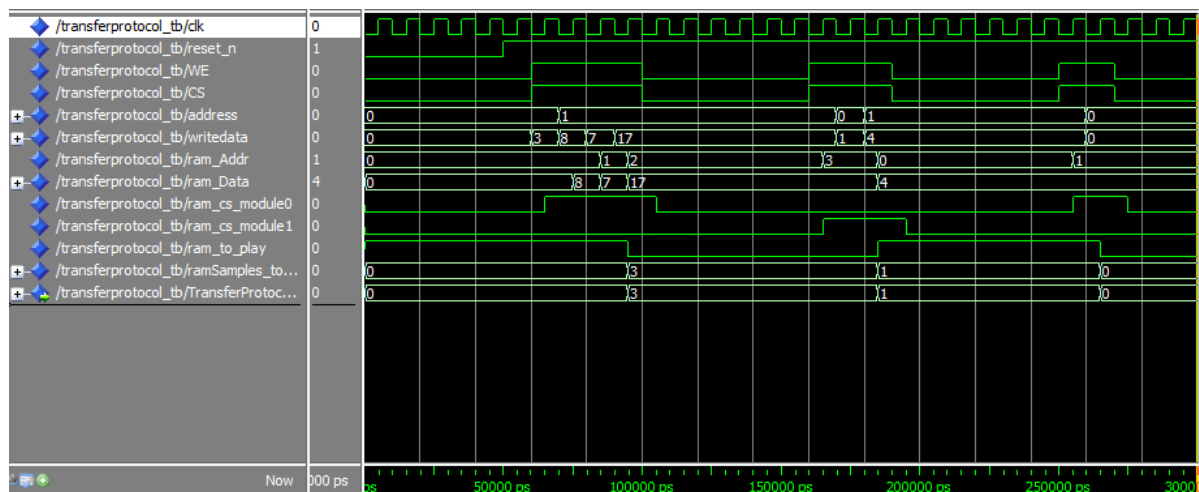 /transferprotocol_tb/clk 0
/transferprotocol_tb/reset_n 1
/transferprotocol_tb/WE 0
/transferprotocol_tb/CS 0
/transferprotocol_tb/address 0 0 1 0 1 0
/transferprotocol_tb/writedata 0 0 3 8 7 17 1 4 0
/transferprotocol_tb/ram_Addr 1 0 1 2 3 0 1
/transferprotocol_tb/ram_Data 4 0 8 7 17 4
/transferprotocol_tb/ram_cs_module0 0
/transferprotocol_tb/ram_cs_module1 0
/transferprotocol_tb/ram_to_play 0
/transferprotocol_tb/ramSamples_to... 0 0 3 1 0
/transferprotocol_tb/TransferProtoc... 0 0 3 1 0
Now 000 ps ps 50000 ps 100000 ps 150000 ps 200000 ps 250000 ps 3000